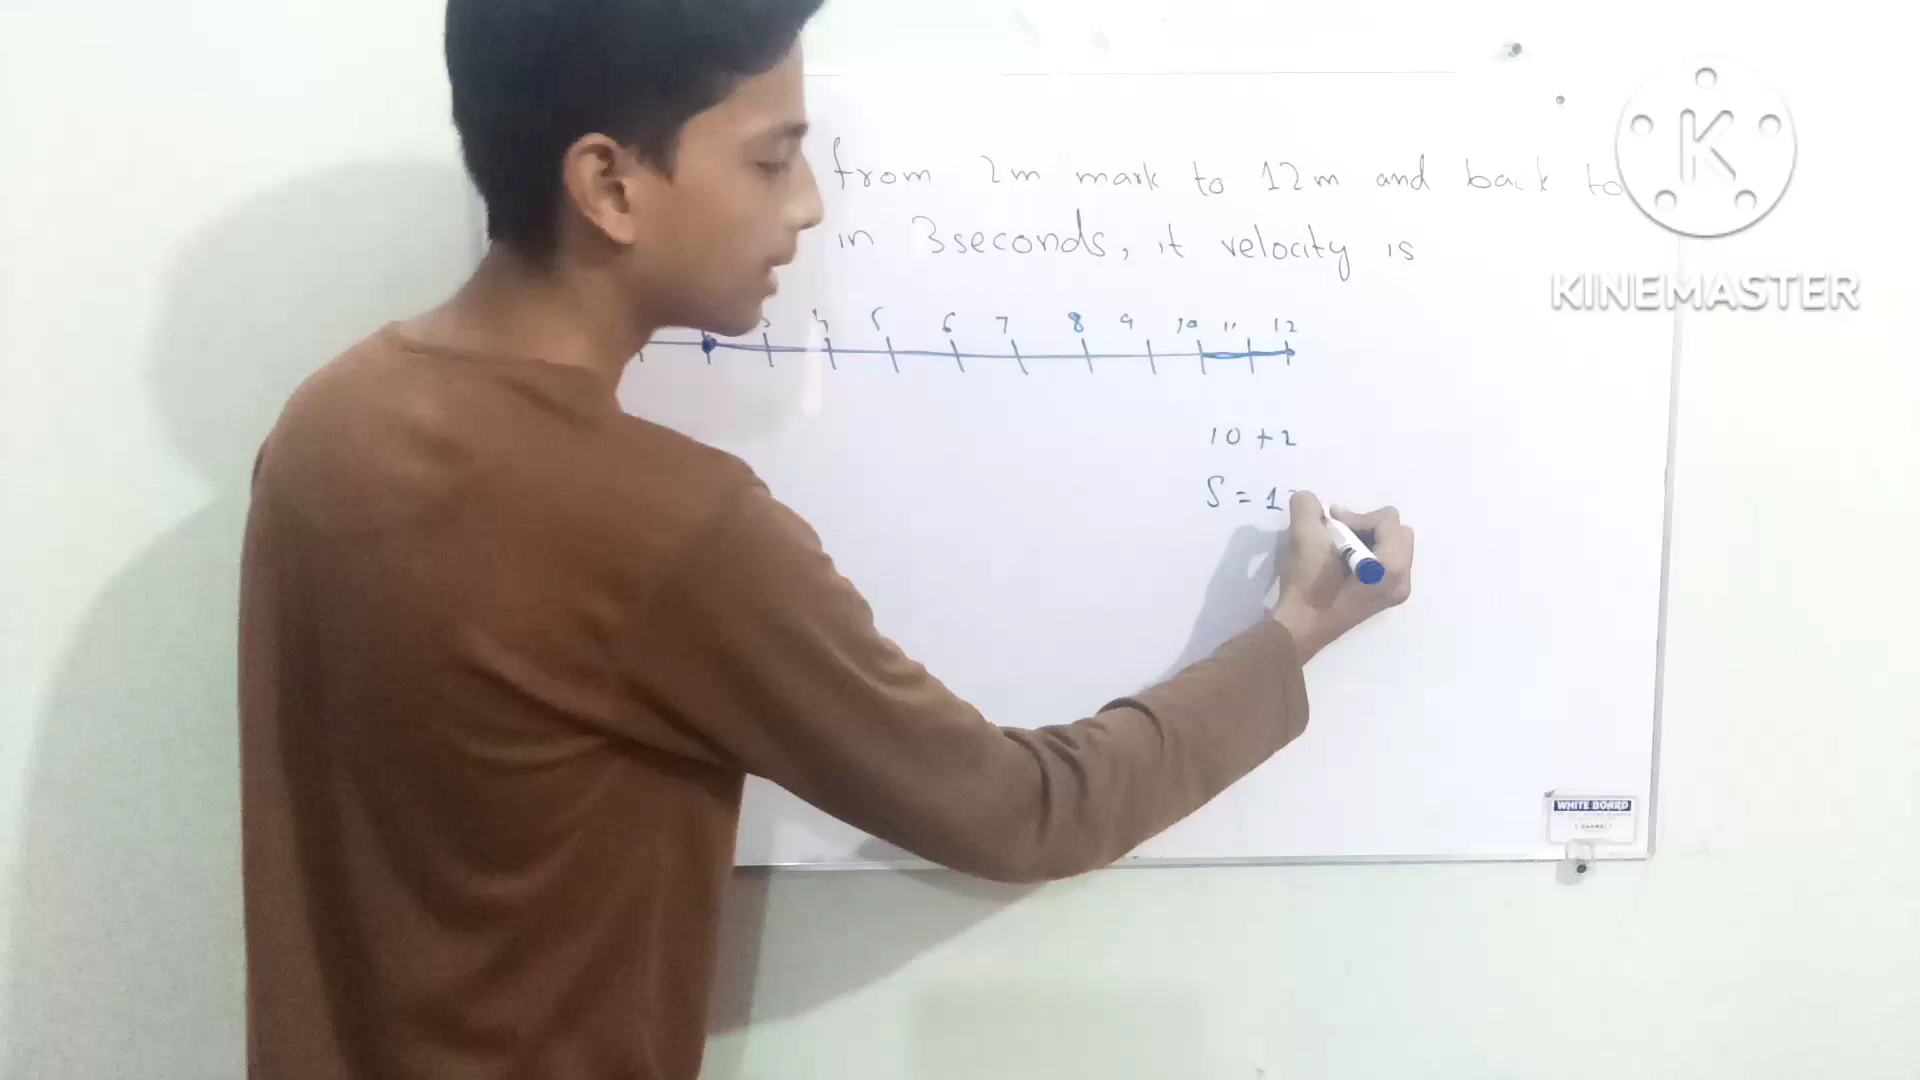 from 2m mark to 12m and back to
in 3seconds, it velocity is
4 5 6 7 8 9 10 11 12
10 + 2
S = 1
K
KINEMASTER
WHITE BOARD